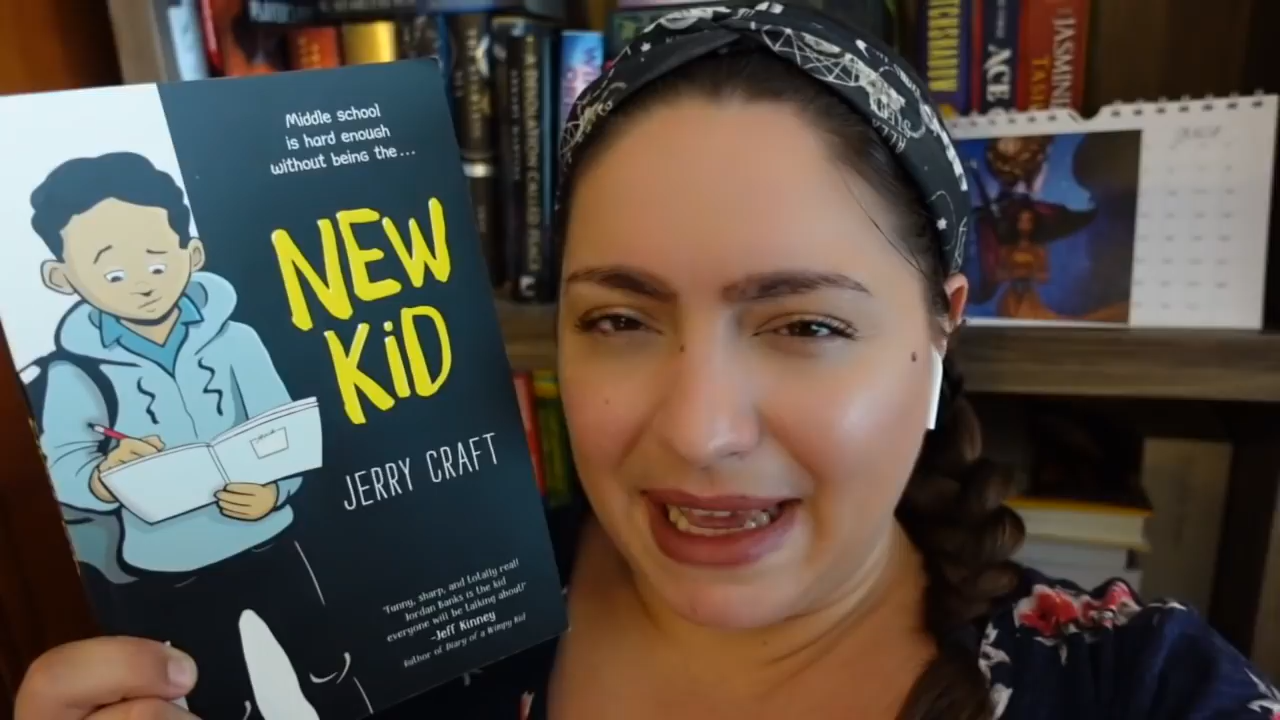 Middle school
is hard enough
without being the...
NEW
KiD
JERRY CRAFT
"Funny, sharp, and totally real!
Jordan Banks is the kid
everyone will be talking about!"
-Jeff Kinney
Author of Diary of a Wimpy Kid
ACE
JASMINE